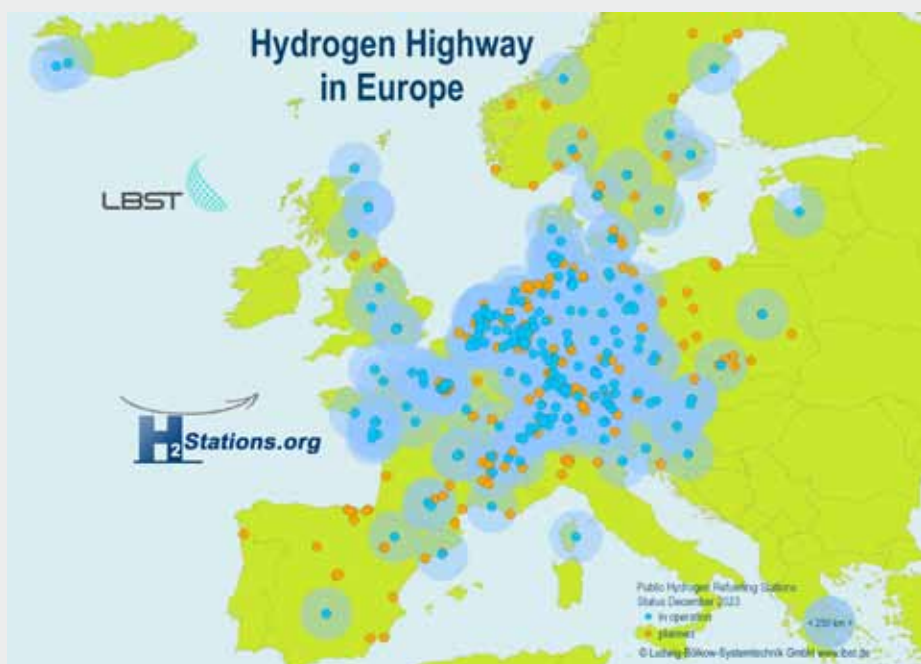 Hydrogen Highway
in Europe
LBST
H2Stations.org
Public Hydrogen Refuelling Stations
Status December 2023
in operation
planned
< 250 km >
© Ludwig-Bölkow-Systemtechnik GmbH www.lbst.de